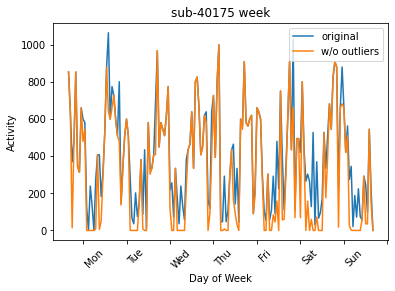 sub-40175 week
original
w/o outliers
1000
800
600
400
200
0
Activity
Mon
Tue
Wed
Thu
Fri
Sat
Sun
Day of Week